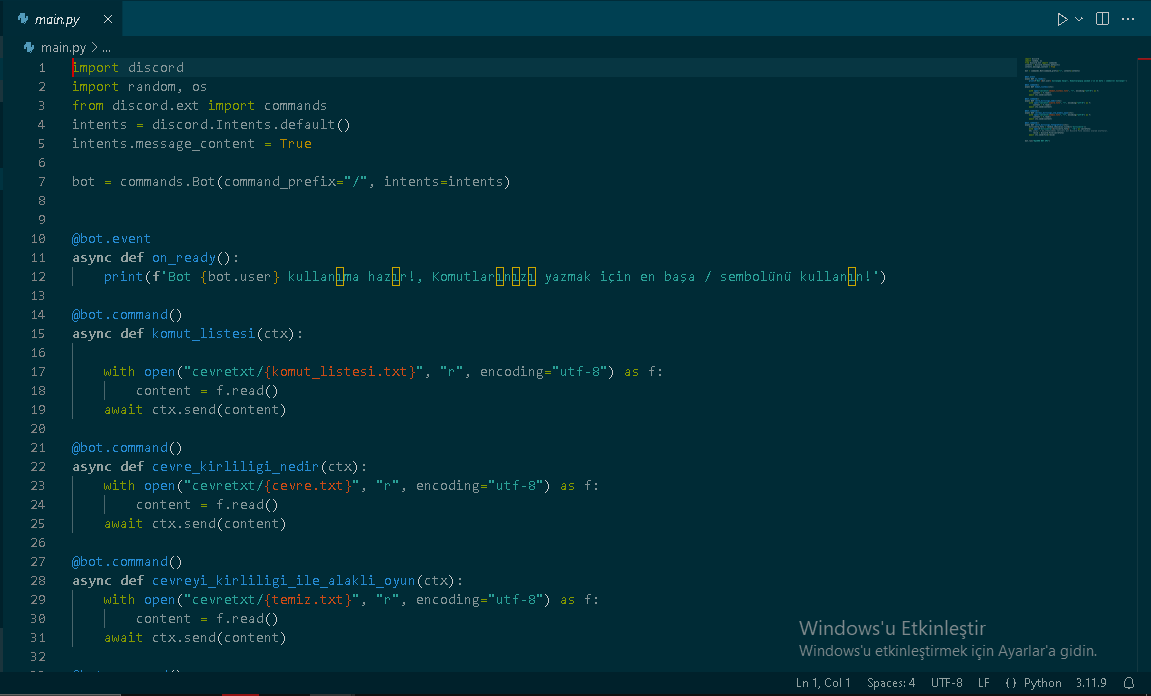 main.py
main.py > ...
1 import discord
2 import random, os
3 from discord.ext import commands
4 intents = discord.Intents.default()
5 intents.message_content = True
6
7 bot = commands.Bot(command_prefix="/", intents=intents)
8
9
10 @bot.event
11 async def on_ready():
12 print(f'Bot {bot.user} kullanıma hazır!, Komutlarınızı yazmak için en başa / sembolünü kullanın!')
13
14 @bot.command()
15 async def komut_listesi(ctx):
16
17 with open("cevretxt/{komut_listesi.txt}", "r", encoding="utf-8") as f:
18 content = f.read()
19 await ctx.send(content)
20
21 @bot.command()
22 async def cevre_kirliligi_nedir(ctx):
23 with open("cevretxt/{cevre.txt}", "r", encoding="utf-8") as f:
24 content = f.read()
25 await ctx.send(content)
26
27 @bot.command()
28 async def cevreyi_kirliligi_ile_alakli_oyun(ctx):
29 with open("cevretxt/{temiz.txt}", "r", encoding="utf-8") as f:
30 content = f.read()
31 await ctx.send(content)
32
Windows'u Etkinleştir
Windows'u etkinleştirmek için Ayarlar'a gidin.
Ln 1, Col 1 Spaces: 4 UTF-8 LF {} Python 3.11.9